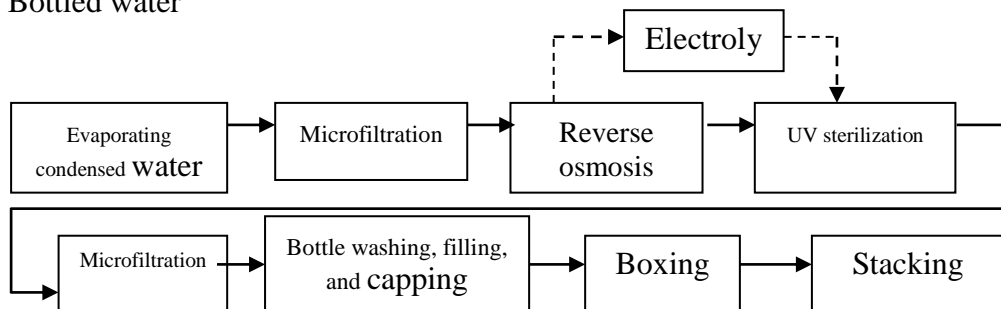 Bottled water
Electroly
Evaporating
condensed water
Microfiltration
Reverse
osmosis
UV sterilization
Microfiltration
Bottle washing, filling,
and capping
Boxing
Stacking